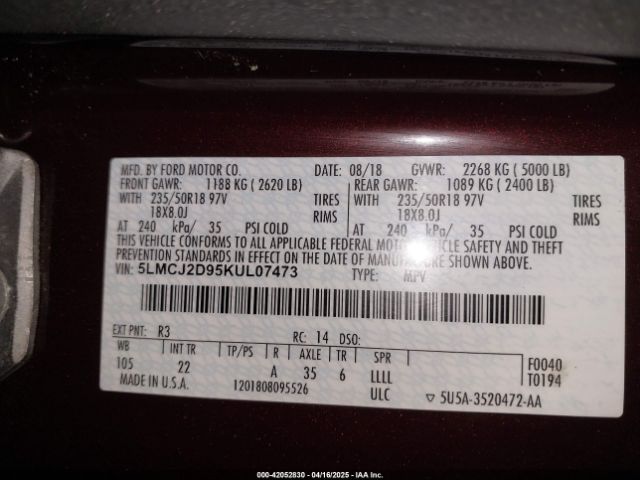 MFD. BY FORD MOTOR CO. DATE: 08/18 GVWR: 2268 KG ( 5000 LB)
FRONT GAWR: 1188 KG ( 2620 LB) REAR GAWR: 1089 KG ( 2400 LB)
WITH 235/50R18 97V TIRES WITH 235/50R18 97V TIRES
18X8.0J RIMS 18X8.0J RIMS
AT 240 kPa/ 35 PSI COLD AT 240 kPa/ 35 PSI COLD
THIS VEHICLE CONFORMS TO ALL APPLICABLE FEDERAL MOTOR VEHICLE SAFETY AND THEFT
PREVENTION STANDARDS IN EFFECT ON THE DATE OF MANUFACTURE SHOWN ABOVE.
VIN: 5LMCJ2D95KUL07473 TYPE: MPV
EXT PNT: R3 RC: 14 DSO:
WB INT TR TP/PS R AXLE TR SPR
105 22 A 35 6 LLLL
F0040
T0194
MADE IN U.S.A. 1201808095526 ULC ▽ 5U5A-3520472-AA
000-42052830 - 04/16/2025 - IAA Inc.